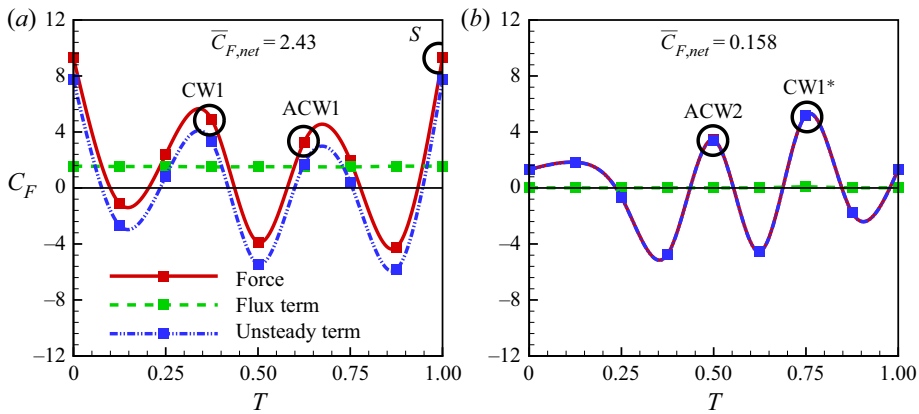 (a)
C̅F,net = 2.43
S
CW1
ACW1
CF
12
8
4
0
−4
−8
−12
Force
Flux term
Unsteady term
0
0.25
0.50
0.75
1.00
T
(b)
C̅F,net = 0.158
ACW2
CW1*
12
8
4
0
−4
−8
−12
0
0.25
0.50
0.75
1.00
T